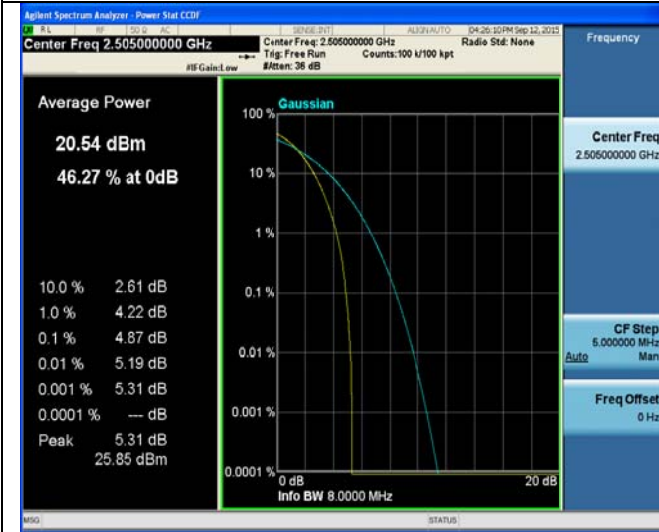 Agilent Spectrum Analyzer - Power Stat CCDF
RL RF 50 Ω AC SENSE:INT ALIGN AUTO 04:26:10 PM Sep 12, 2015
Center Freq 2.505000000 GHz
Center Freq: 2.505000000 GHz Radio Std: None
Trig: Free Run Counts:100 k/100 kpt
#IFGain:Low #Atten: 36 dB
Frequency
Average Power
20.54 dBm
46.27 % at 0dB
10.0 % 2.61 dB
1.0 % 4.22 dB
0.1 % 4.87 dB
0.01 % 5.19 dB
0.001 % 5.31 dB
0.0001 % --- dB
Peak 5.31 dB
25.85 dBm
Gaussian
100 %
10 %
1 %
0.1 %
0.01 %
0.001 %
0.0001 %
0 dB 20 dB
Info BW 8.0000 MHz
Center Freq
2.505000000 GHz
CF Step
5.000000 MHz
Auto Man
Freq Offset
0 Hz
MSG STATUS